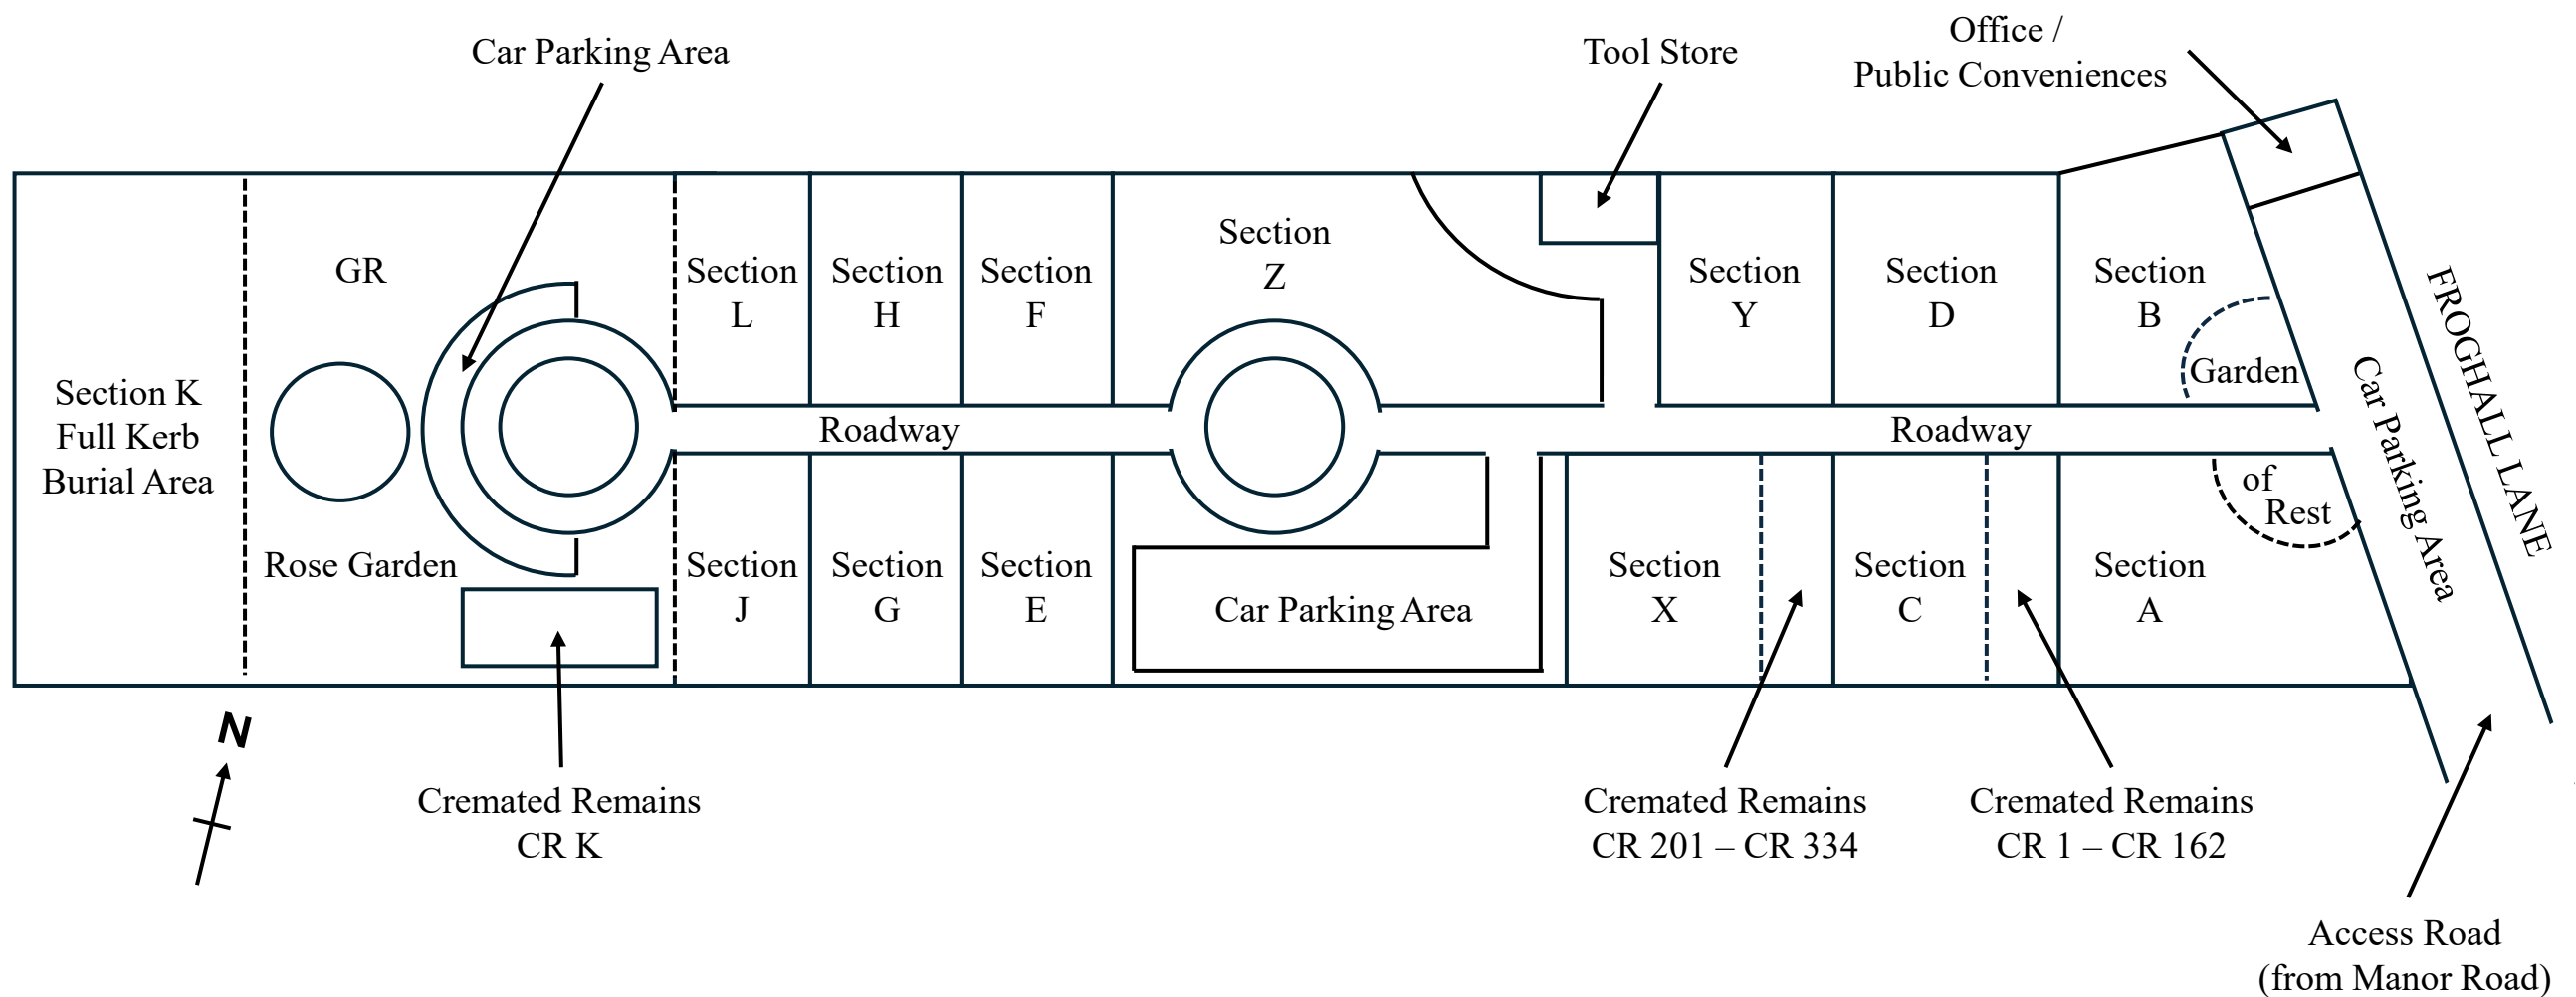 Car Parking Area
Tool Store
Office /
Public Conveniences
GR
Section
L
Section
H
Section
F
Section
Z
Section
Y
Section
D
Section
B
Garden
FROGHALL LANE
Car Parking Area
Section K
Full Kerb
Burial Area
Roadway
Roadway
of
Rest
Rose Garden
Section
J
Section
G
Section
E
Car Parking Area
Section
X
Section
C
Section
A
N
Cremated Remains
CR K
Cremated Remains
CR 201 – CR 334
Cremated Remains
CR 1 – CR 162
Access Road
(from Manor Road)